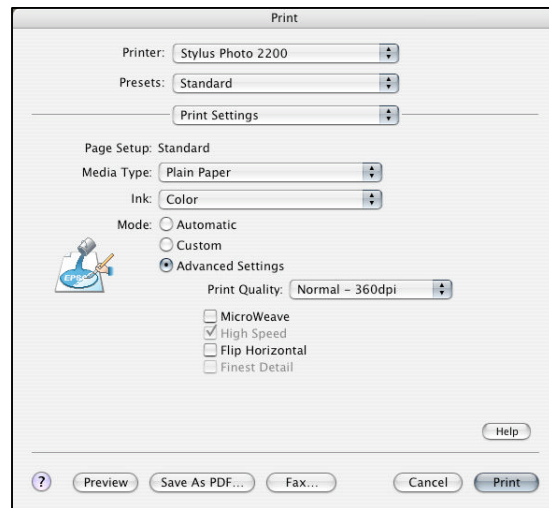 Print
Printer: Stylus Photo 2200
Presets: Standard
Print Settings
Page Setup: Standard
Media Type: Plain Paper
Ink: Color
Mode: Automatic
Custom
Advanced Settings
Print Quality: Normal – 360dpi
MicroWeave
High Speed
Flip Horizontal
Finest Detail
Help
? Preview Save As PDF... Fax... Cancel Print